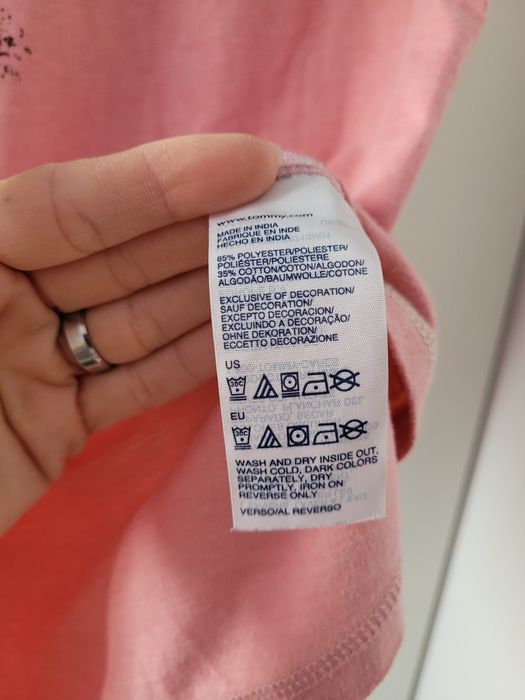 www.tommy.com
MADE IN INDIA
FABRIQUE EN INDE
HECHO EN INDIA
65% POLYESTER/POLIESTER/
POLIÉSTER/POLIESTERE
35% COTTON/COTON/ALGODON/
ALGODÃO/BAUMWOLLE/COTONE
EXCLUSIVE OF DECORATION/
SAUF DECORATION/
EXCEPTO DECORACION/
EXCLUINDO A DECORAÇÃO/
OHNE DEKORATION/
ECCETTO DECORAZIONE
US
EU
WASH AND DRY INSIDE OUT,
WASH COLD, DARK COLORS
SEPARATELY, DRY
PROMPTLY, IRON ON
REVERSE ONLY
VERSO/AL REVERSO